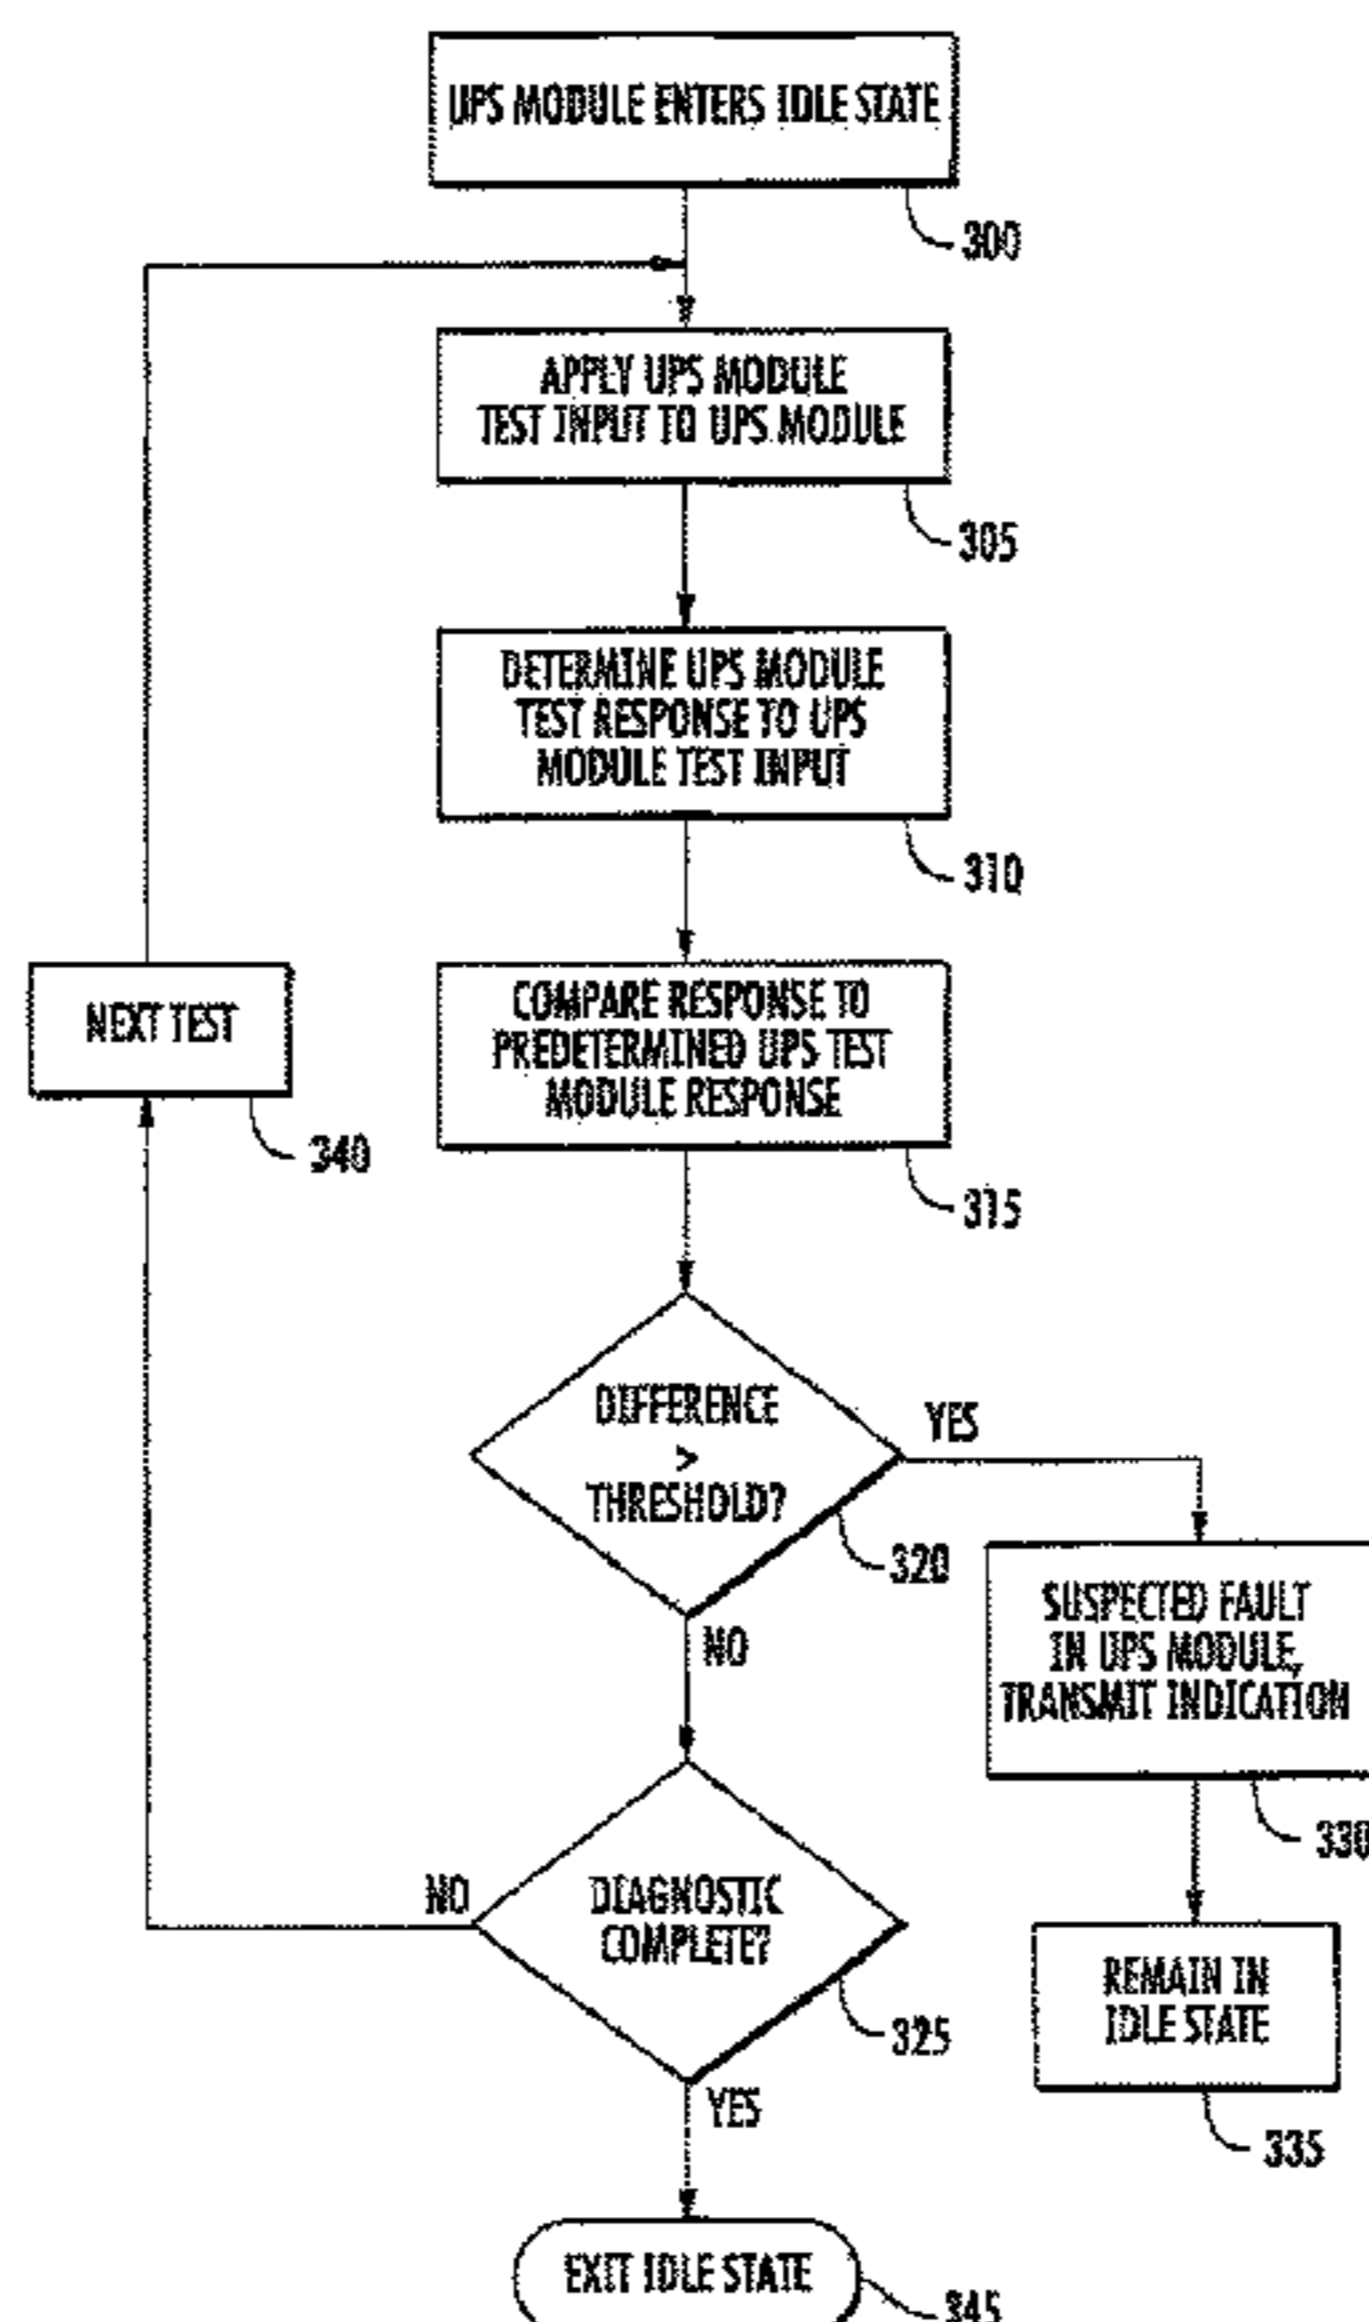 UPS MODULE ENTERS IDLE STATE
300
APPLY UPS MODULE
TEST INPUT TO UPS MODULE
305
DETERMINE UPS MODULE
TEST RESPONSE TO UPS
MODULE TEST INPUT
310
NEXT TEST
340
COMPARE RESPONSE TO
PREDETERMINED UPS TEST
MODULE RESPONSE
315
DIFFERENCE
>
THRESHOLD?
YES
320
NO
SUSPECTED FAULT
IN UPS MODULE,
TRANSMIT INDICATION
330
NO
DIAGNOSTIC
COMPLETE?
325
YES
REMAIN IN
IDLE STATE
335
EXIT IDLE STATE
345